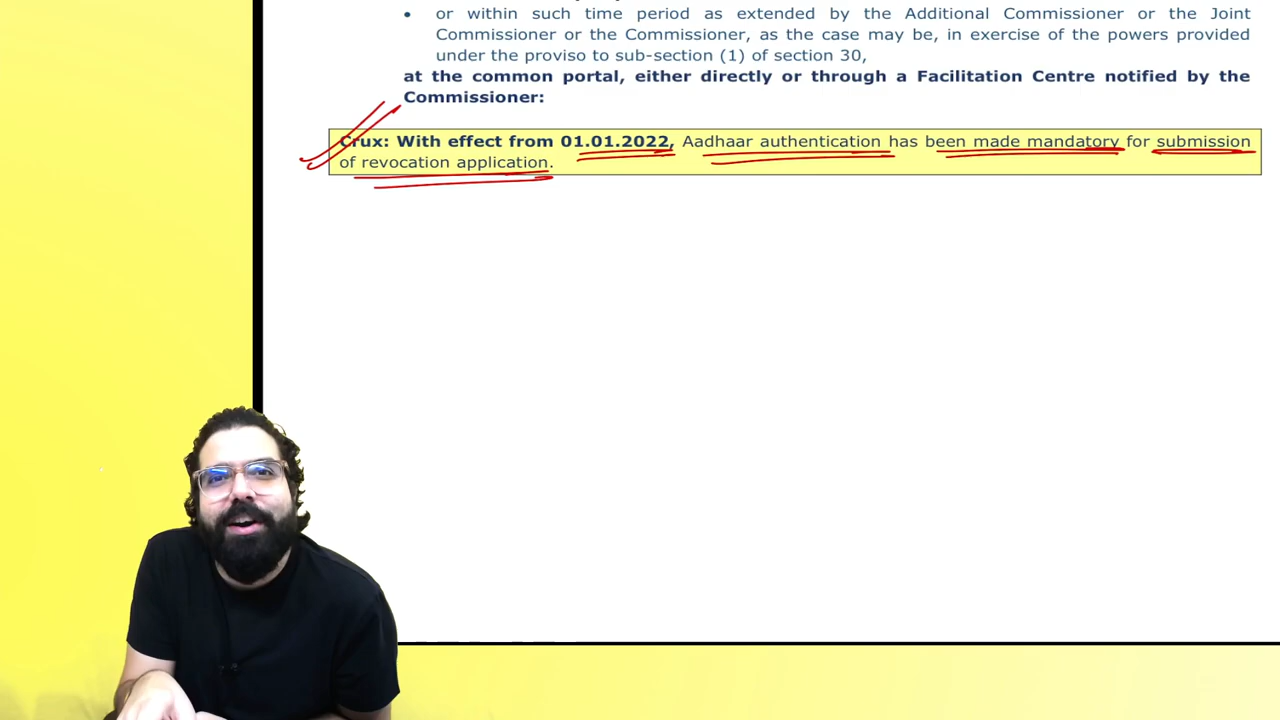 • or within such time period as extended by the Additional Commissioner or the Joint
Commissioner or the Commissioner, as the case may be, in exercise of the powers provided
under the proviso to sub-section (1) of section 30,
at the common portal, either directly or through a Facilitation Centre notified by the
Commissioner:
Crux: With effect from 01.01.2022, Aadhaar authentication has been made mandatory for submission
of revocation application.